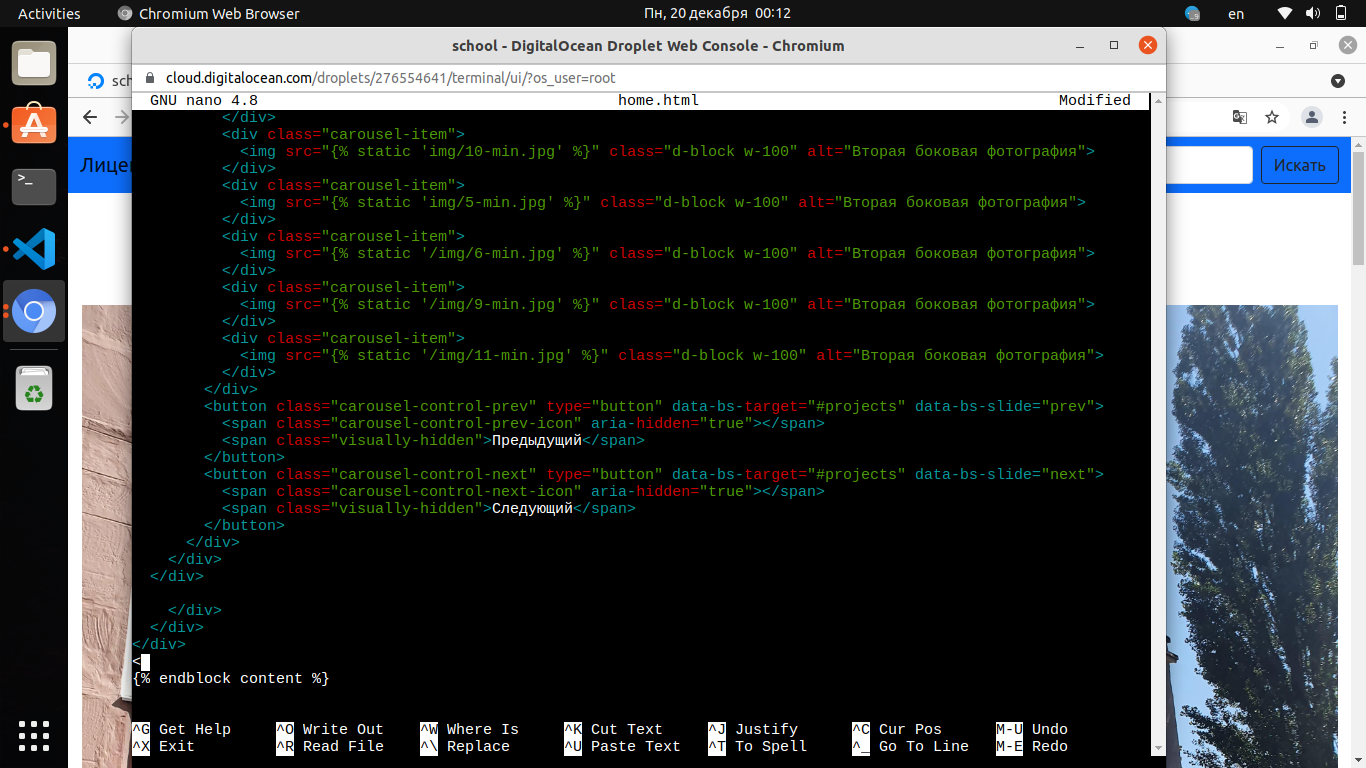 Activities Chromium Web Browser Пн, 20 декабря 00:12 en
school - DigitalOcean Droplet Web Console - Chromium
sch
cloud.digitalocean.com/droplets/276554641/terminal/ui/?os_user=root
GNU nano 4.8 home.html Modified
Лице
Искать
</div>
<div class="carousel-item">
<img src="{% static 'img/10-min.jpg' %}" class="d-block w-100" alt="Вторая боковая фотография">
</div>
<div class="carousel-item">
<img src="{% static 'img/5-min.jpg' %}" class="d-block w-100" alt="Вторая боковая фотография">
</div>
<div class="carousel-item">
<img src="{% static '/img/6-min.jpg' %}" class="d-block w-100" alt="Вторая боковая фотография">
</div>
<div class="carousel-item">
<img src="{% static '/img/9-min.jpg' %}" class="d-block w-100" alt="Вторая боковая фотография">
</div>
<div class="carousel-item">
<img src="{% static '/img/11-min.jpg' %}" class="d-block w-100" alt="Вторая боковая фотография">
</div>
</div>
<button class="carousel-control-prev" type="button" data-bs-target="#projects" data-bs-slide="prev">
<span class="carousel-control-prev-icon" aria-hidden="true"></span>
<span class="visually-hidden">Предыдущий</span>
</button>
<button class="carousel-control-next" type="button" data-bs-target="#projects" data-bs-slide="next">
<span class="carousel-control-next-icon" aria-hidden="true"></span>
<span class="visually-hidden">Следующий</span>
</button>
</div>
</div>
</div>
</div>
</div>
</div>
<
{% endblock content %}
^G Get Help ^O Write Out ^W Where Is ^K Cut Text ^J Justify ^C Cur Pos M-U Undo
^X Exit ^R Read File ^\ Replace ^U Paste Text ^T To Spell ^_ Go To Line M-E Redo